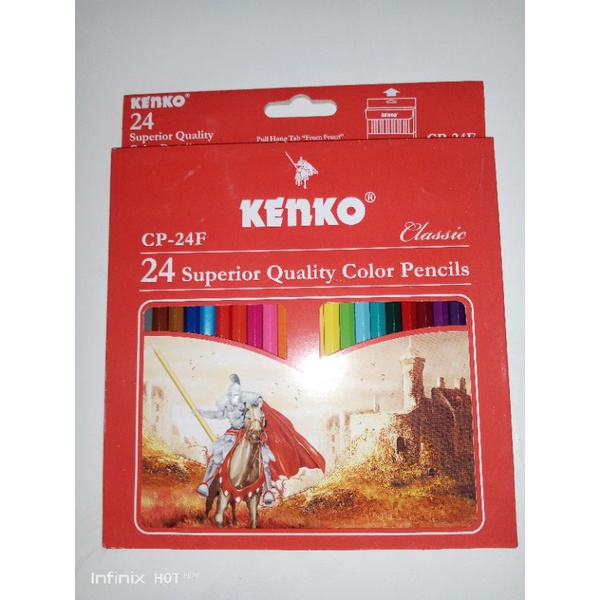 KENKO
24
Superior Quality
Pull Hang Tab "From Front"
KENKO
CP-24F
KENKO®
CP-24F
Classic
24 Superior Quality Color Pencils
Infinix HOT